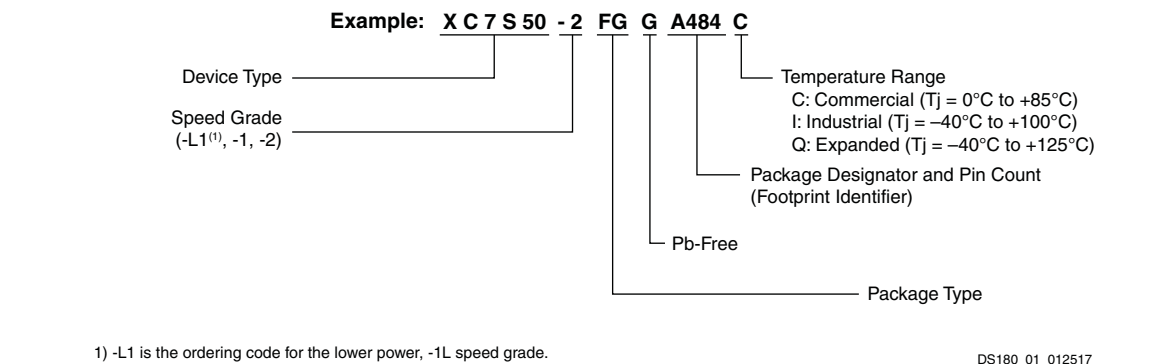 Example: X C 7 S 50 - 2 FG G A484 C
Device Type
Speed Grade
(-L1(1), -1, -2)
Temperature Range
C: Commercial (Tj = 0°C to +85°C)
I: Industrial (Tj = –40°C to +100°C)
Q: Expanded (Tj = –40°C to +125°C)
Package Designator and Pin Count
(Footprint Identifier)
Pb-Free
Package Type
1) -L1 is the ordering code for the lower power, -1L speed grade.
DS180_01_012517